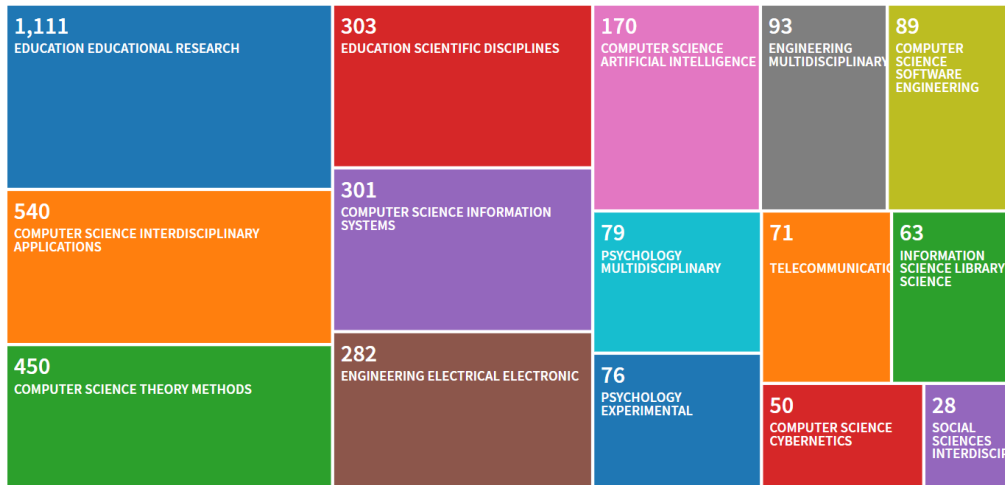 1,111
EDUCATION EDUCATIONAL RESEARCH
540
COMPUTER SCIENCE INTERDISCIPLINARY
APPLICATIONS
450
COMPUTER SCIENCE THEORY METHODS
303
EDUCATION SCIENTIFIC DISCIPLINES
301
COMPUTER SCIENCE INFORMATION
SYSTEMS
282
ENGINEERING ELECTRICAL ELECTRONIC
170
COMPUTER SCIENCE
ARTIFICIAL INTELLIGENCE
93
ENGINEERING
MULTIDISCIPLINARY
89
COMPUTER
SCIENCE
SOFTWARE
ENGINEERING
79
PSYCHOLOGY
MULTIDISCIPLINARY
71
TELECOMMUNICATIO
63
INFORMATION
SCIENCE LIBRARY
SCIENCE
76
PSYCHOLOGY
EXPERIMENTAL
50
COMPUTER SCIENCE
CYBERNETICS
28
SOCIAL
SCIENCES
INTERDISCIP